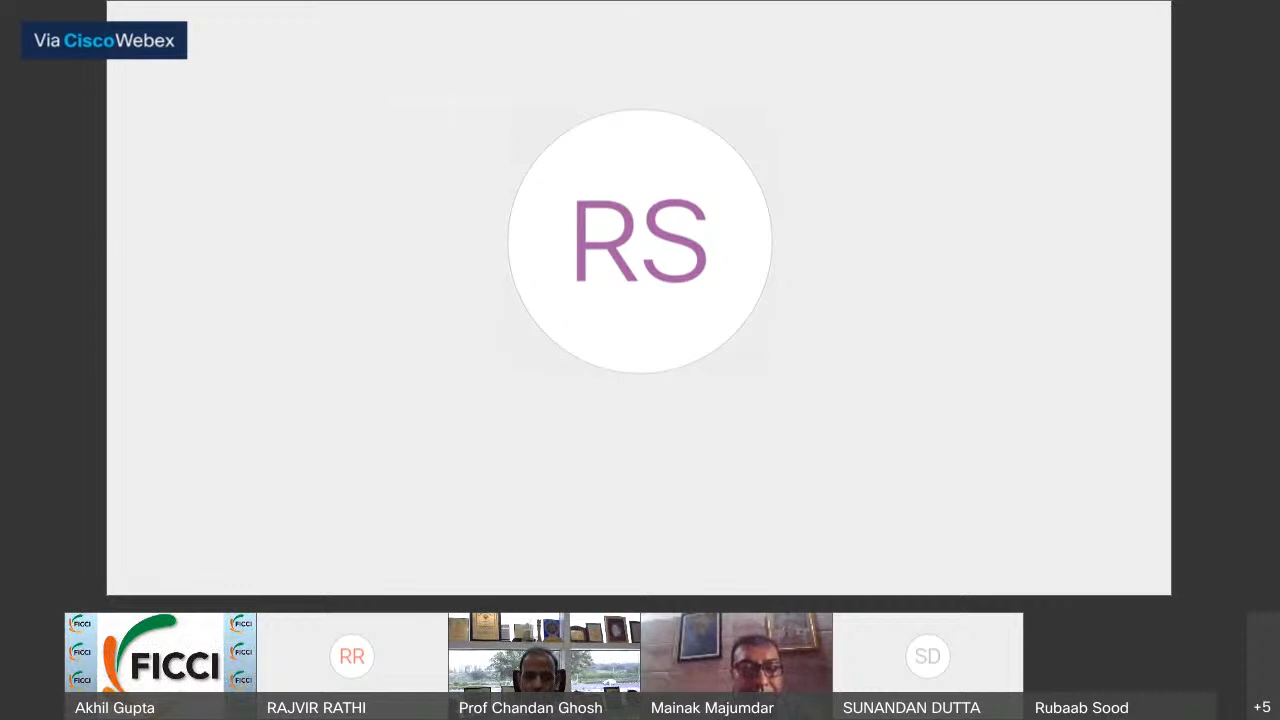 Via Cisco Webex
RS
FICCI
FICCI
FICCI
FICCI
FICCI
FICCI
FICCI
RR
SD
Akhil Gupta
RAJVIR RATHI
Prof Chandan Ghosh
Mainak Majumdar
SUNANDAN DUTTA
Rubaab Sood
+5